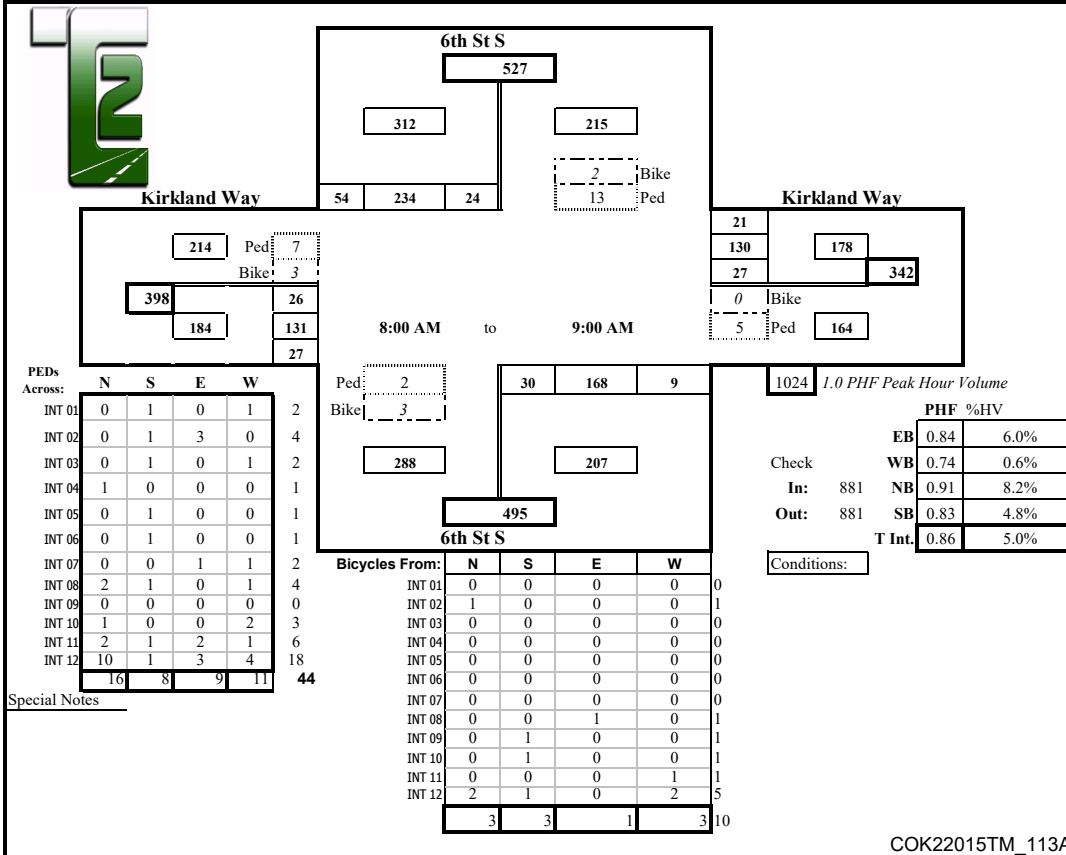 T2
6th St S
527
312 215
2 Bike
13 Ped
Kirkland Way 54 234 24 Kirkland Way
21
214 Ped 7 130 178
Bike 3 27 342
398 26 0 Bike
184 131 8:00 AM to 9:00 AM 5 Ped 164
27
PEDs
Across: N S E W Ped 2 30 168 9 1024 1.0 PHF Peak Hour Volume
INT 01 0 1 0 1 2 Bike 3 PHF %HV
INT 02 0 1 3 0 4 EB 0.84 6.0%
INT 03 0 1 0 1 2 288 207 Check WB 0.74 0.6%
INT 04 1 0 0 0 1 In: 881 NB 0.91 8.2%
INT 05 0 1 0 0 1 495 Out: 881 SB 0.83 4.8%
INT 06 0 1 0 0 1 6th St S T Int. 0.86 5.0%
INT 07 0 0 1 1 2 Bicycles From: N S E W Conditions:
INT 08 2 1 0 1 4 INT 01 0 0 0 0 0
INT 09 0 0 0 0 0 INT 02 1 0 0 0 1
INT 10 1 0 0 2 3 INT 03 0 0 0 0 0
INT 11 2 1 2 1 6 INT 04 0 0 0 0 0
INT 12 10 1 3 4 18 INT 05 0 0 0 0 0
16 8 9 11 44 INT 06 0 0 0 0 0
Special Notes INT 07 0 0 0 0 0
INT 08 0 0 1 0 1
INT 09 0 1 0 0 1
INT 10 0 1 0 0 1
INT 11 0 0 0 1 1
INT 12 2 1 0 2 5
3 3 1 3 10
COK22015TM_113A